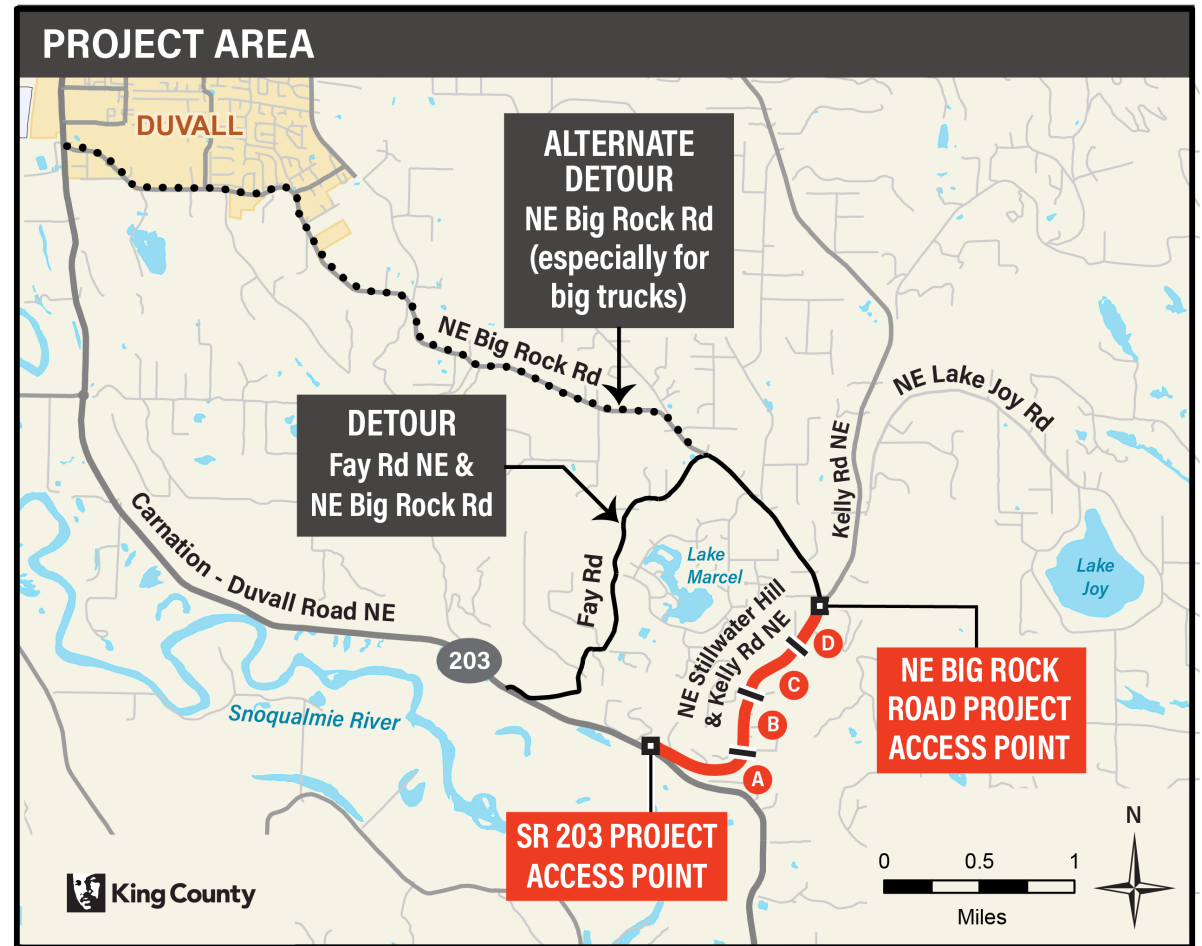 PROJECT AREA
DUVALL
ALTERNATE
DETOUR
NE Big Rock Rd
(especially for
big trucks)
NE Big Rock Rd
NE Lake Joy Rd
Kelly Rd NE
DETOUR
Fay Rd NE &
NE Big Rock Rd
Carnation - Duvall Road NE
Fay Rd
Lake
Marcel
Lake
Joy
NE Stillwater Hill
& Kelly Rd NE
203
D
C
B
A
Snoqualmie River
NE BIG ROCK
ROAD PROJECT
ACCESS POINT
SR 203 PROJECT
ACCESS POINT
N
0 0.5 1
Miles
King County